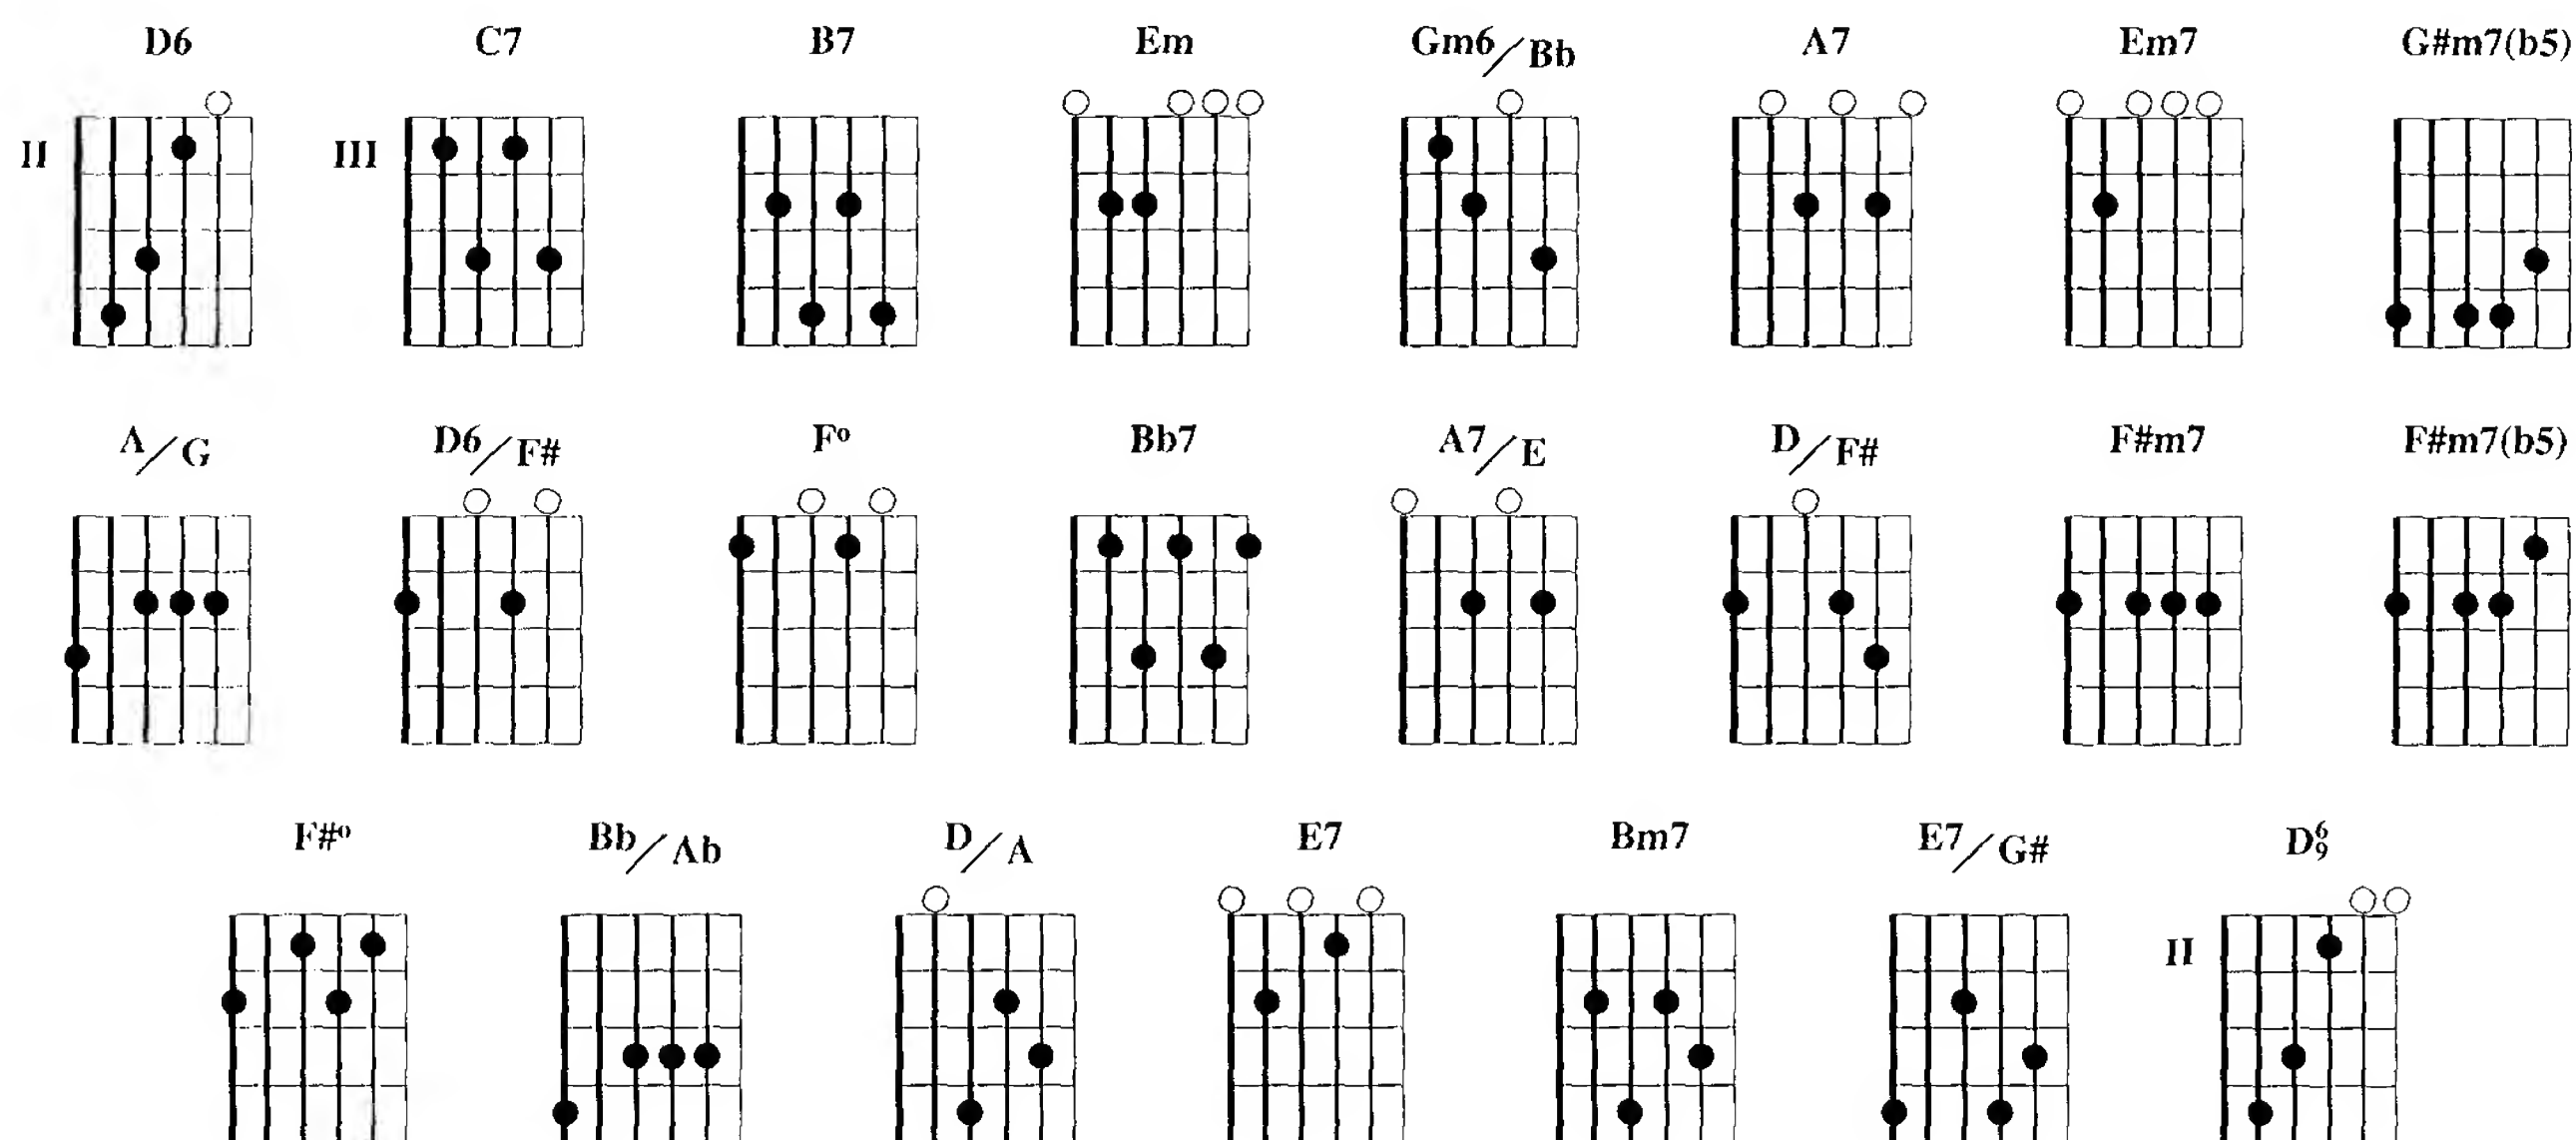 D6 C7 B7 Em Gm6/Bb A7 Em7 G#m7(b5)
II III
A/G D6/F# Fº Bb7 A7/E D/F# F#m7 F#m7(b5)
F#º Bb/Ab D/A E7 Bm7 E7/G# D6/9
II